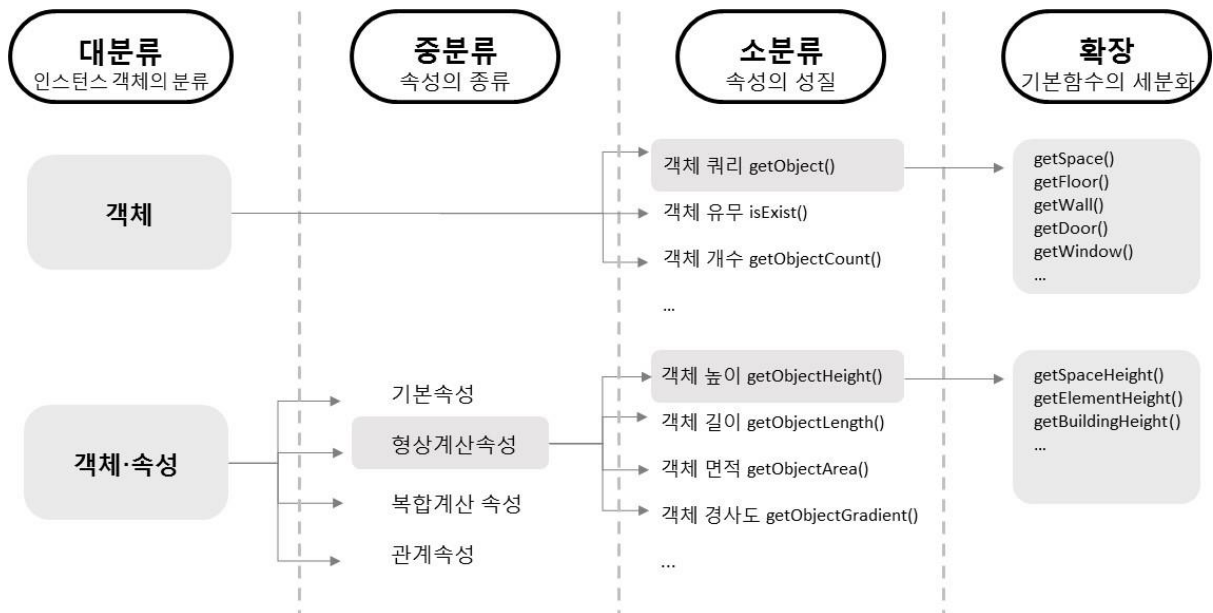 대분류
인스턴스 객체의 분류
중분류
속성의 종류
소분류
속성의 성질
확장
기본함수의 세분화
객체
객체 쿼리 getObject()
객체 유무 isExist()
객체 개수 getObjectCount()
...
getSpace()
getFloor()
getWall()
getDoor()
getWindow()
...
객체·속성
기본속성
형상계산속성
복합계산 속성
관계속성
객체 높이 getObjectHeight()
객체 길이 getObjectLength()
객체 면적 getObjectArea()
객체 경사도 getObjectGradient()
...
getSpaceHeight()
getElementHeight()
getBuildingHeight()
...